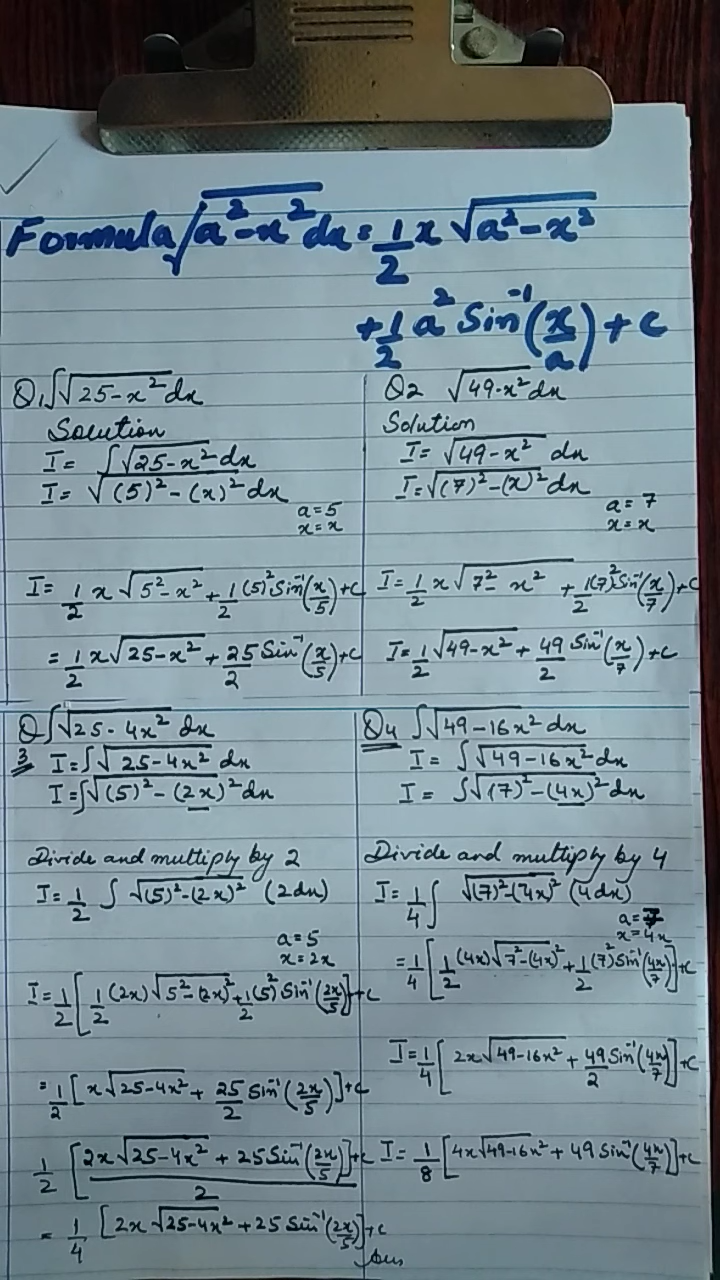 Formula √a²-x² dx = 1/2 x √a²-x²
+ 1/2 a² Sin⁻¹(x/a) + c
Q1 ∫√25-x² dx
Solution
I = ∫√25-x² dx
I = √(5)²-(x)² dx
a=5
x=x
I = 1/2 x √5²-x² + 1/2 (5)² Sin⁻¹(x/5)+c
= 1/2 x√25-x² + 25/2 Sin⁻¹(x/5)+c
Q2 √49-x² dx
Solution
I = √49-x² dx
I = √(7)²-(x)² dx
a = 7
x=x
I = 1/2 x √7²-x² + 1/2 (7)² Sin⁻¹(x/7)+c
I = 1/2 √49-x² + 49/2 Sin⁻¹(x/7)+c
Q 3 ∫√25-4x² dx
I = ∫√25-4x² dx
I = ∫√(5)²-(2x)² dx
Divide and multiply by 2
I = 1/2 ∫ √(5)²-(2x)² (2dx)
a=5
x=2x
I = 1/2 [1/2 (2x)√5²-(2x)² + 1/2 (5)² Sin⁻¹(2x/5)]+c
= 1/2 [x√25-4x² + 25/2 Sin⁻¹(2x/5)]+c
1/2 [2x√25-4x² + 25 Sin⁻¹(2x/5)/2]+c
= 1/4 [2x√25-4x² + 25 Sin⁻¹(2x/5)]+c
Ans
Q4 ∫√49-16x² dx
I = ∫√49-16x² dx
I = ∫√(7)²-(4x)² dx
Divide and multiply by 4
I = 1/4 ∫ √(7)²-(4x)² (4dx)
a=7
x=4x
= 1/4 [1/2 (4x)√7²-(4x)² + 1/2 (7²) Sin⁻¹(4x/7)]+c
I = 1/4 [2x√49-16x² + 49/2 Sin⁻¹(4x/7)]+c
I = 1/8 [4x√49-16x² + 49 Sin⁻¹(4x/7)]+c